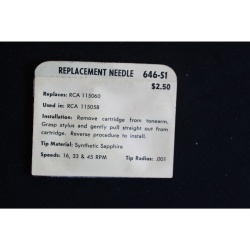 REPLACEMENT NEEDLE 646-S1
$2.50
Replaces: RCA 115060
Used in: RCA 115058
Installation: Remove cartridge from tonearm.
Grasp stylus and gently pull straight out from
cartridge. Reverse procedure to install.
Tip Material: Synthetic Sapphire
Speeds: 16, 33 & 45 RPM Tip Radius: .001